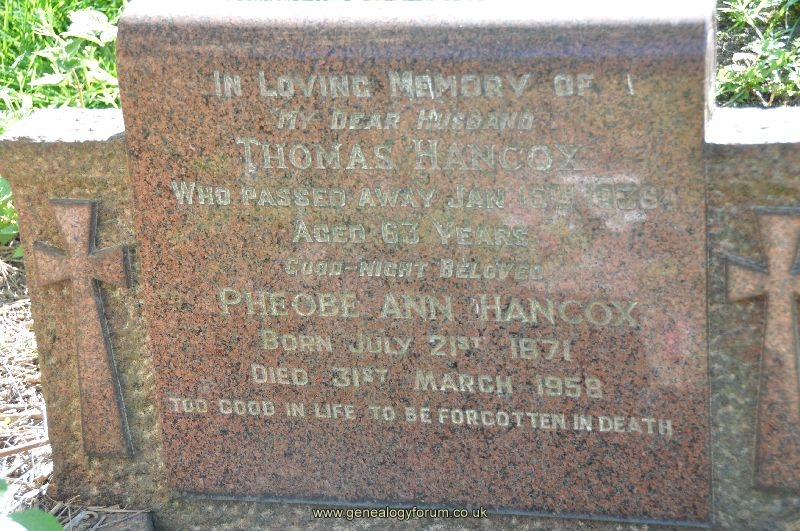 IN LOVING MEMORY OF
MY DEAR HUSBAND
THOMAS HANCOX
WHO PASSED AWAY JAN
AGED 63 YEARS
GOOD-NIGHT BELOVED
PHEOBE ANN HANCOX
BORN JULY 21ST 1871
DIED 31ST MARCH 1958
TOO GOOD IN LIFE TO BE FORGOTTEN IN DEATH
www.genealogyforum.co.uk